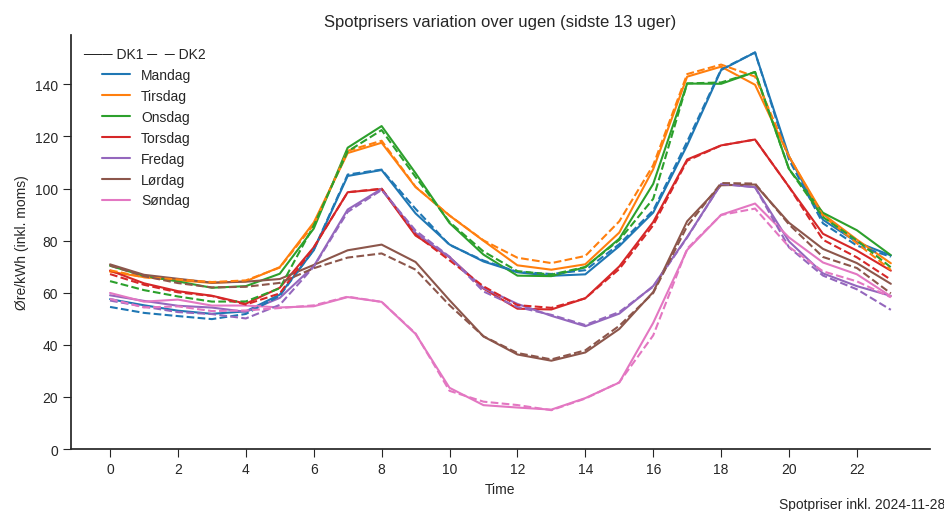 Spotprisers variation over ugen (sidste 13 uger)
DK1 DK2
Mandag
Tirsdag
Onsdag
Torsdag
Fredag
Lørdag
Søndag
Øre/kWh (inkl. moms)
140
120
100
80
60
40
20
0
0 2 4 6 8 10 12 14 16 18 20 22
Time
Spotpriser inkl. 2024-11-28